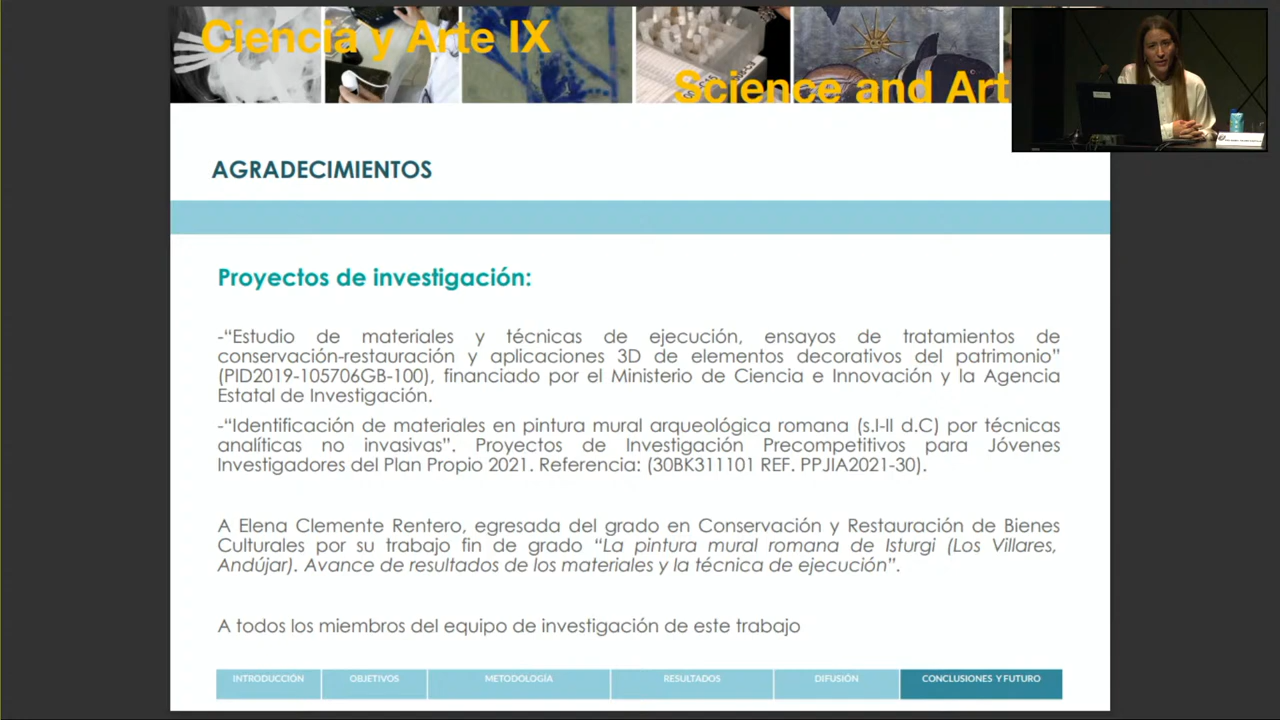 Ciencia y Arte IX
Science and Art
AGRADECIMIENTOS
Proyectos de investigación:
-“Estudio de materiales y técnicas de ejecución, ensayos de tratamientos de
conservación-restauración y aplicaciones 3D de elementos decorativos del patrimonio”
(PID2019-105706GB-100), financiado por el Ministerio de Ciencia e Innovación y la Agencia
Estatal de Investigación.
-“Identificación de materiales en pintura mural arqueológica romana (s.I-II d.C) por técnicas
analíticas no invasivas”. Proyectos de Investigación Precompetitivos para Jóvenes
Investigadores del Plan Propio 2021. Referencia: (30BK311101 REF. PPJIA2021-30).
A Elena Clemente Rentero, egresada del grado en Conservación y Restauración de Bienes
Culturales por su trabajo fin de grado “La pintura mural romana de Isturgi (Los Villares,
Andújar). Avance de resultados de los materiales y la técnica de ejecución”.
A todos los miembros del equipo de investigación de este trabajo
INTRODUCCIÓN
OBJETIVOS
METODOLOGÍA
RESULTADOS
DIFUSIÓN
CONCLUSIONES Y FUTURO